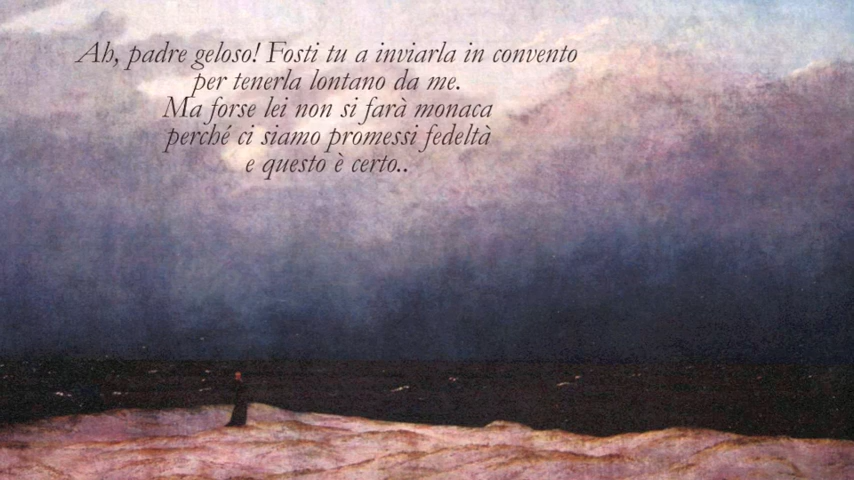 Ah, padre geloso! Fosti tu a inviarla in convento
per tenerla lontano da me.
Ma forse lei non si farà monaca
perché ci siamo promessi fedeltà
e questo è certo..